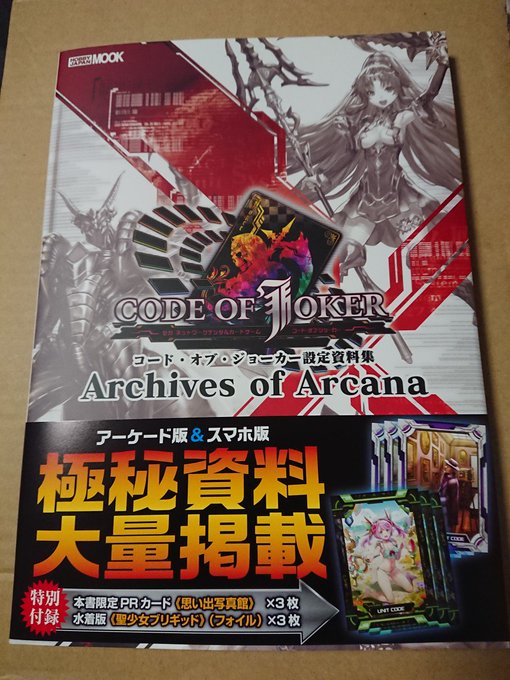 HOBBY JAPAN MOOK
CODE OF JOKER
コード・オブ・ジョーカー設定資料集
Archives of Arcana
アーケード版&スマホ版
極秘資料
大量掲載
特別
付録
本書限定PRカード《思い出写真館》 ×3枚
水着版《聖少女ブリギッド》(フォイル) ×3枚
UNIT CODE